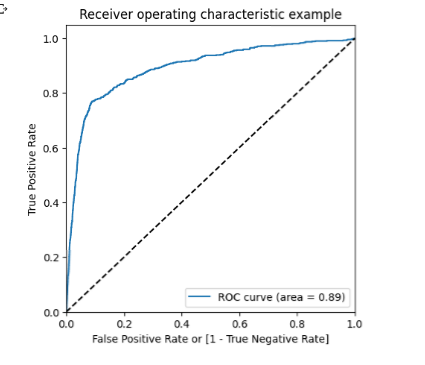 Receiver operating characteristic example
1.0
0.8
0.6
0.4
0.2
0.0
True Positive Rate
ROC curve (area = 0.89)
0.0 0.2 0.4 0.6 0.8 1.0
False Positive Rate or [1 - True Negative Rate]